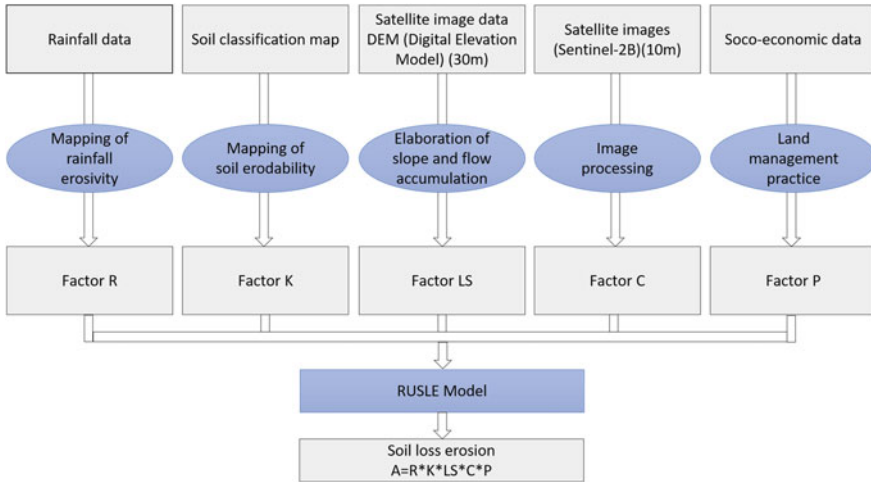 Rainfall data
Soil classification map
Satellite image data
DEM (Digital Elevation
Model) (30m)
Satellite images
(Sentinel-2B)(10m)
Soco-economic data
Mapping of
rainfall
erosivity
Mapping of
soil erodability
Elaboration of
slope and flow
accumulation
Image
processing
Land
management
practice
Factor R
Factor K
Factor LS
Factor C
Factor P
RUSLE Model
Soil loss erosion
A=R*K*LS*C*P